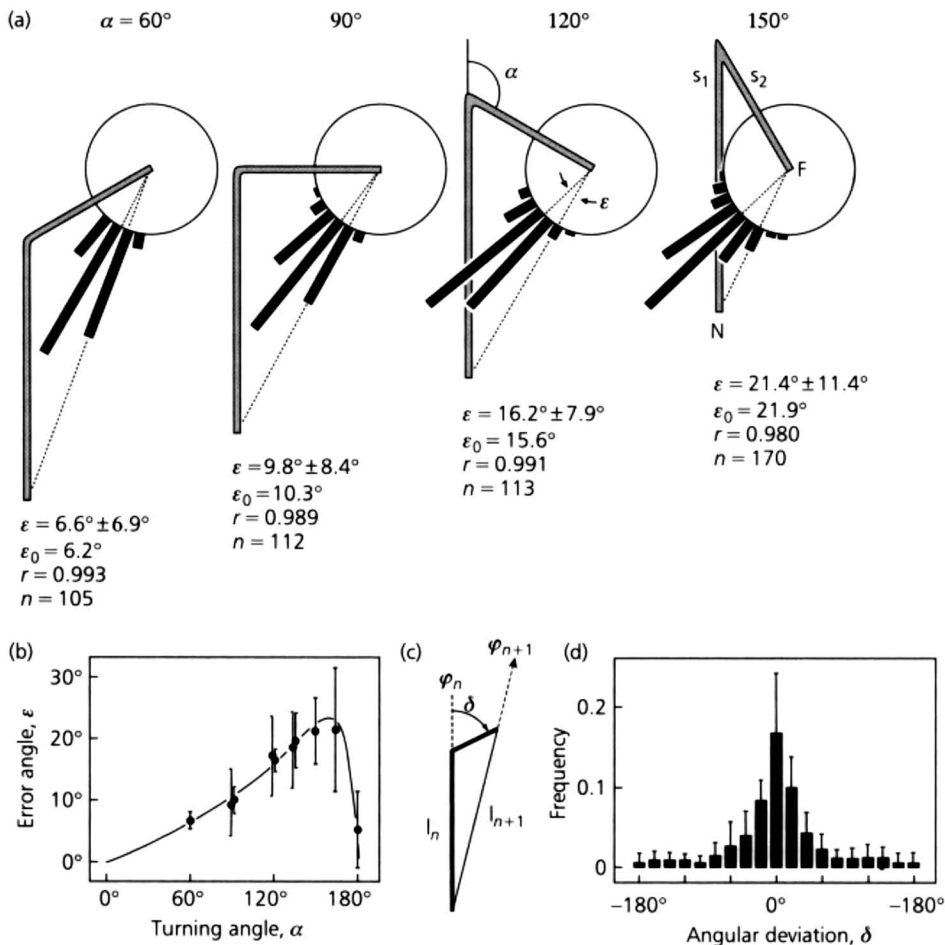 (a) α = 60° 90° 120° 150°
α
s₁ s₂
F
ε
N
ε = 6.6° ± 6.9°
ε₀ = 6.2°
r = 0.993
n = 105
ε = 9.8° ± 8.4°
ε₀ = 10.3°
r = 0.989
n = 112
ε = 16.2° ± 7.9°
ε₀ = 15.6°
r = 0.991
n = 113
ε = 21.4° ± 11.4°
ε₀ = 21.9°
r = 0.980
n = 170
(b)
Error angle, ε
30°
20°
10°
0°
0° 60° 120° 180°
Turning angle, α
(c)
φₙ
φₙ₊₁
δ
lₙ
lₙ₊₁
(d)
Frequency
0.2
0.1
0
−180° 0° −180°
Angular deviation, δ